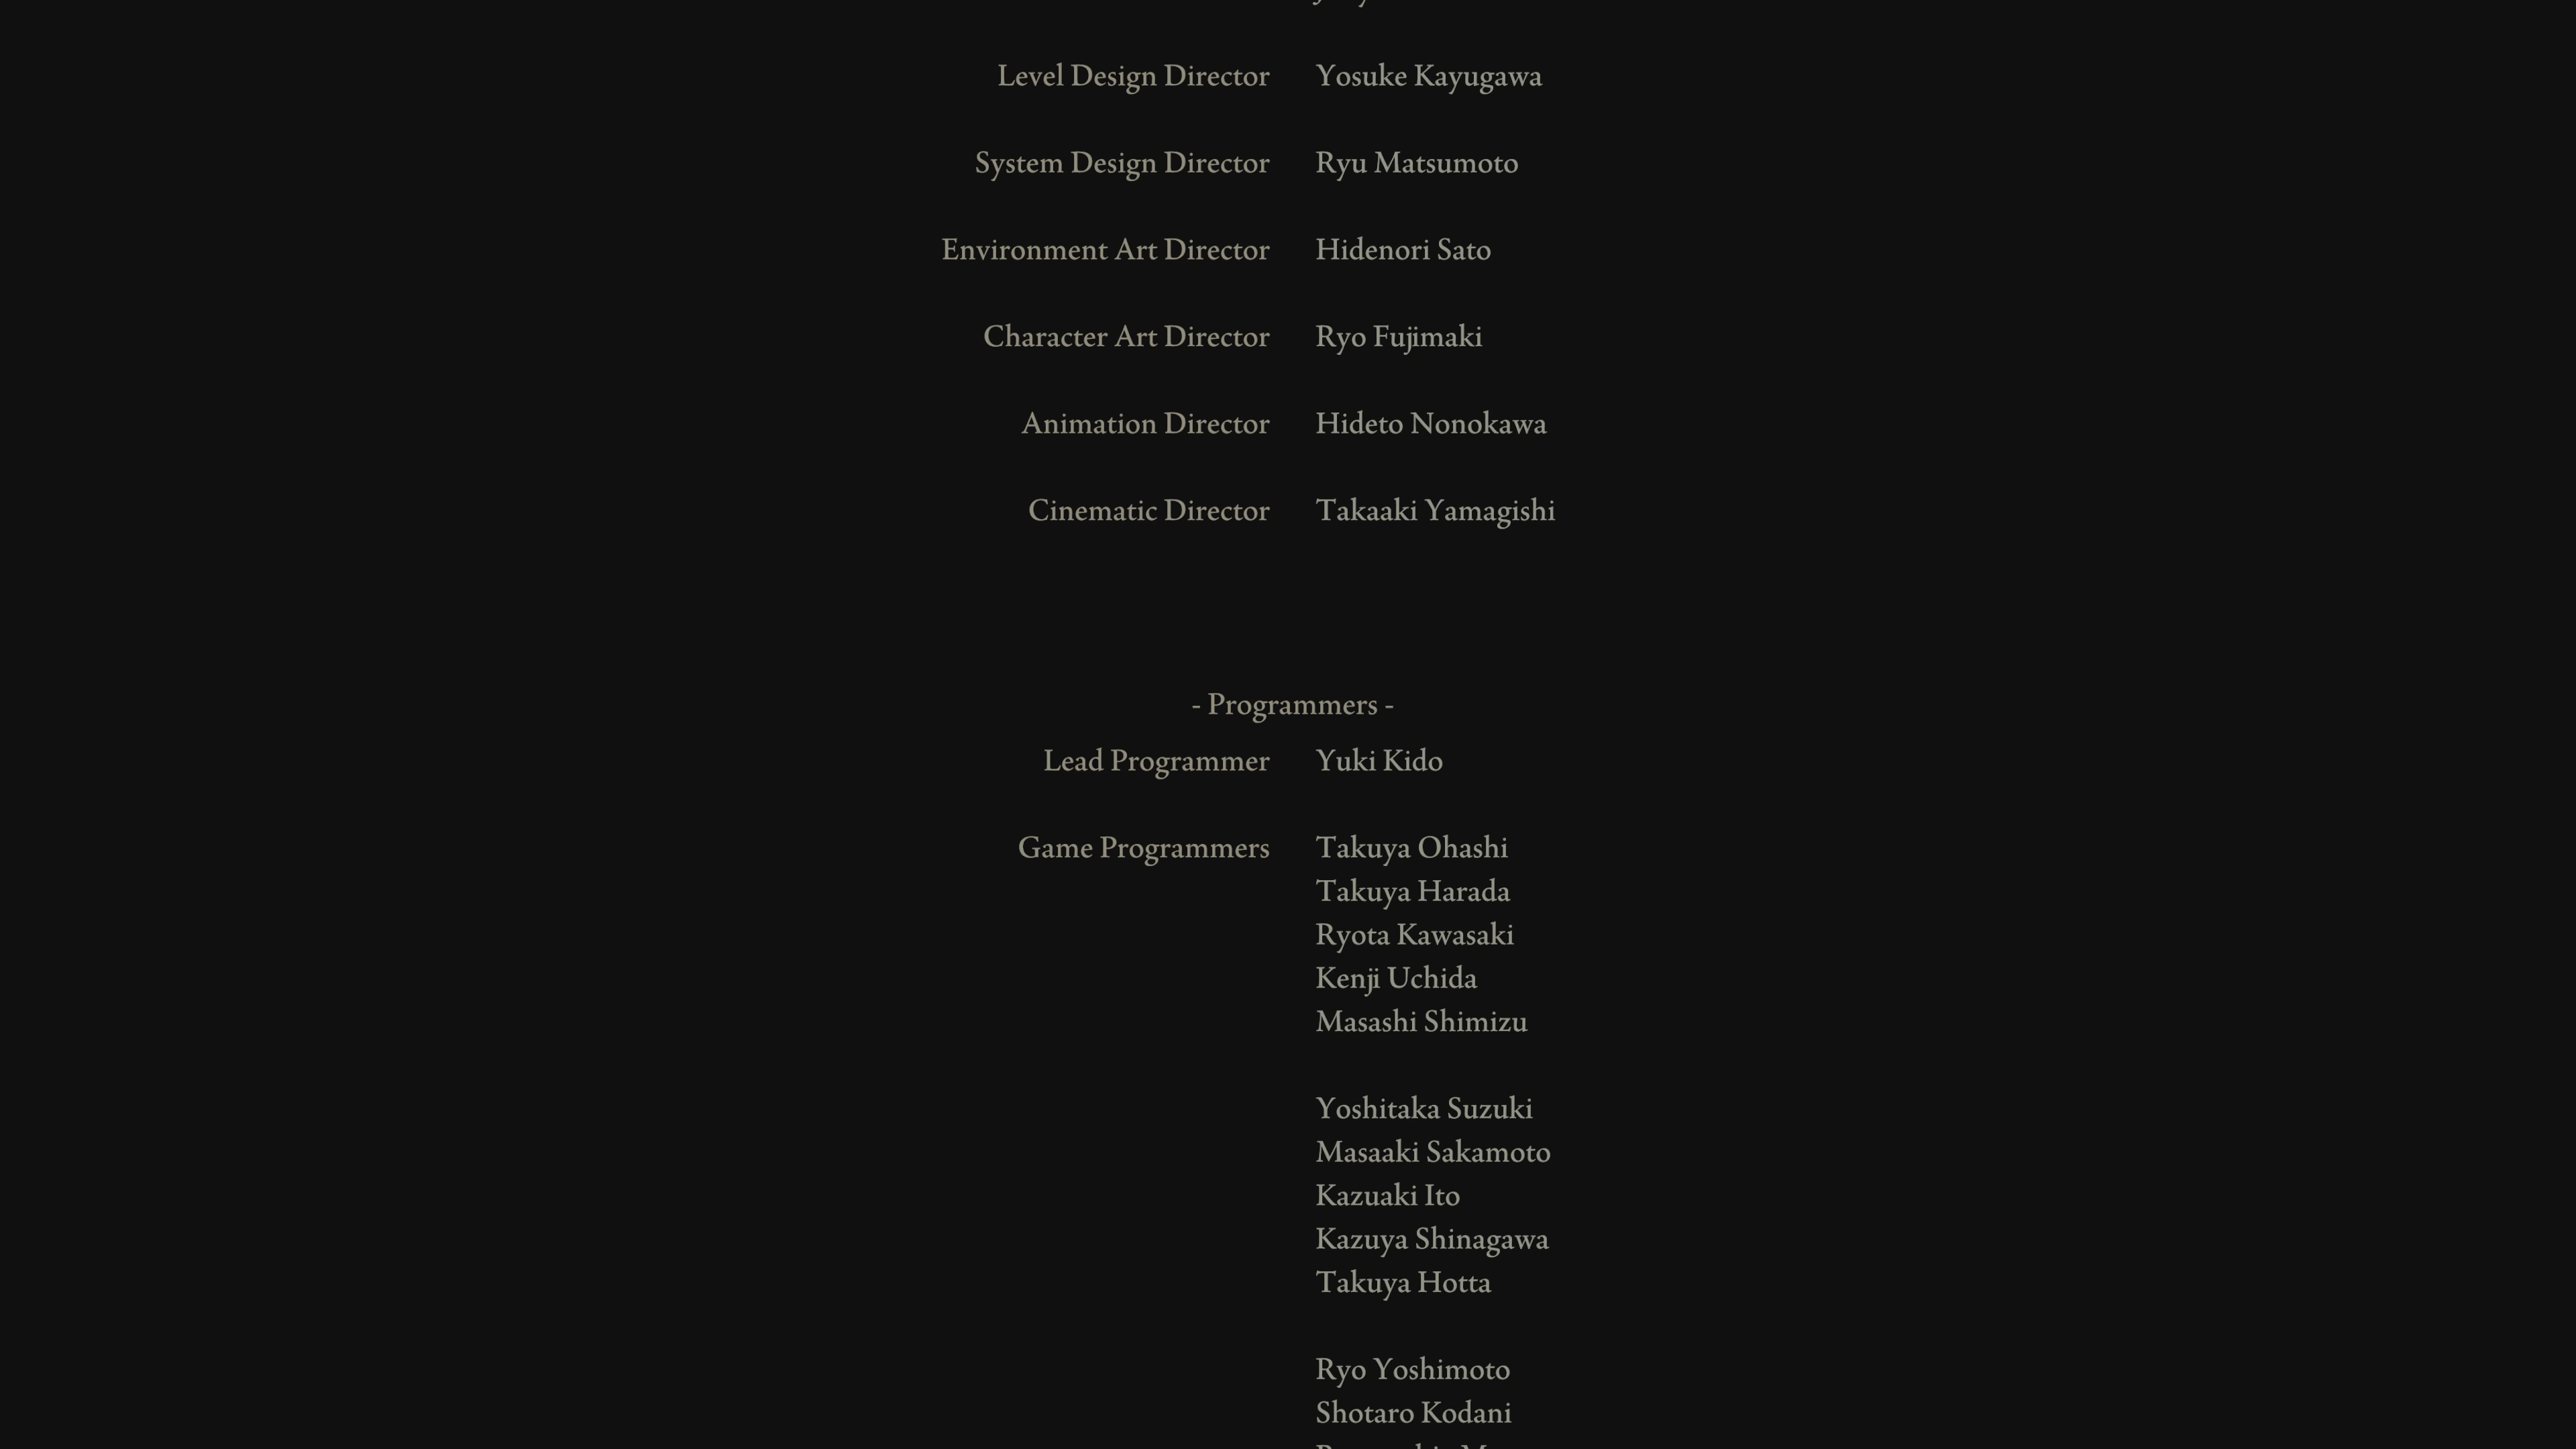 Level Design Director Yosuke Kayugawa
System Design Director Ryu Matsumoto
Environment Art Director Hidenori Sato
Character Art Director Ryo Fujimaki
Animation Director Hideto Nonokawa
Cinematic Director Takaaki Yamagishi
- Programmers -
Lead Programmer Yuki Kido
Game Programmers Takuya Ohashi
Takuya Harada
Ryota Kawasaki
Kenji Uchida
Masashi Shimizu
Yoshitaka Suzuki
Masaaki Sakamoto
Kazuaki Ito
Kazuya Shinagawa
Takuya Hotta
Ryo Yoshimoto
Shotaro Kodani